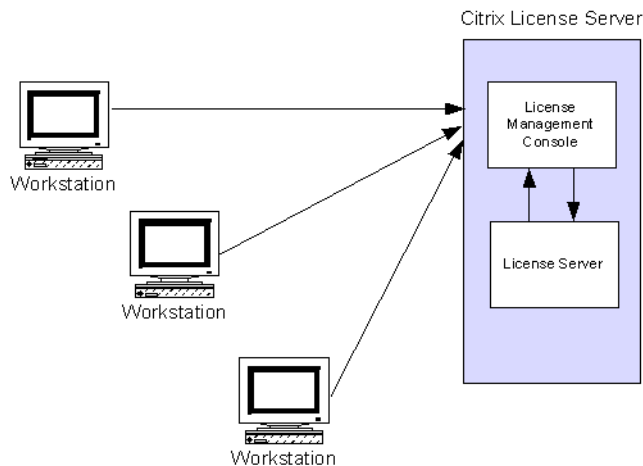 Citrix License Server
License
Management
Console
Workstation
License Server
Workstation
Workstation